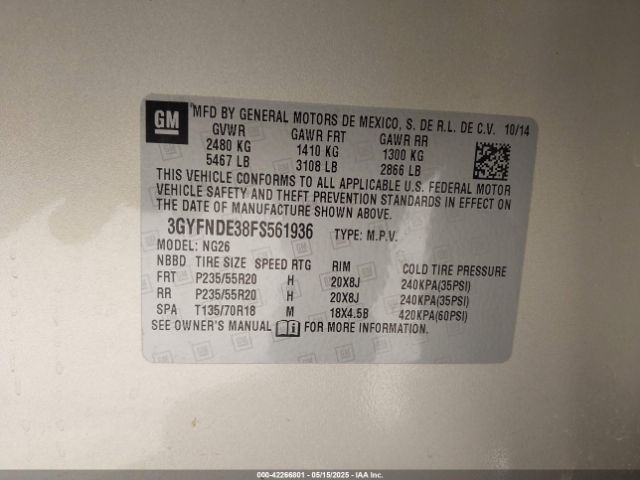 GM
MFD BY GENERAL MOTORS DE MEXICO, S. DE R.L. DE C.V. 10/14
GVWR GAWR FRT GAWR RR
2480 KG 1410 KG 1300 KG
5467 LB 3108 LB 2866 LB
THIS VEHICLE CONFORMS TO ALL APPLICABLE U.S. FEDERAL MOTOR
VEHICLE SAFETY AND THEFT PREVENTION STANDARDS IN EFFECT ON
THE DATE OF MANUFACTURE SHOWN ABOVE.
3GYFNDE38FS561936 TYPE: M.P.V.
MODEL: NG26
NBBD TIRE SIZE SPEED RTG RIM COLD TIRE PRESSURE
FRT P235/55R20 H 20X8J 240KPA(35PSI)
RR P235/55R20 H 20X8J 240KPA(35PSI)
SPA T135/70R18 M 18X4.5B 420KPA(60PSI)
SEE OWNER'S MANUAL FOR MORE INFORMATION.
000-42266801 - 05/15/2025 - IAAI Customer, Inc.